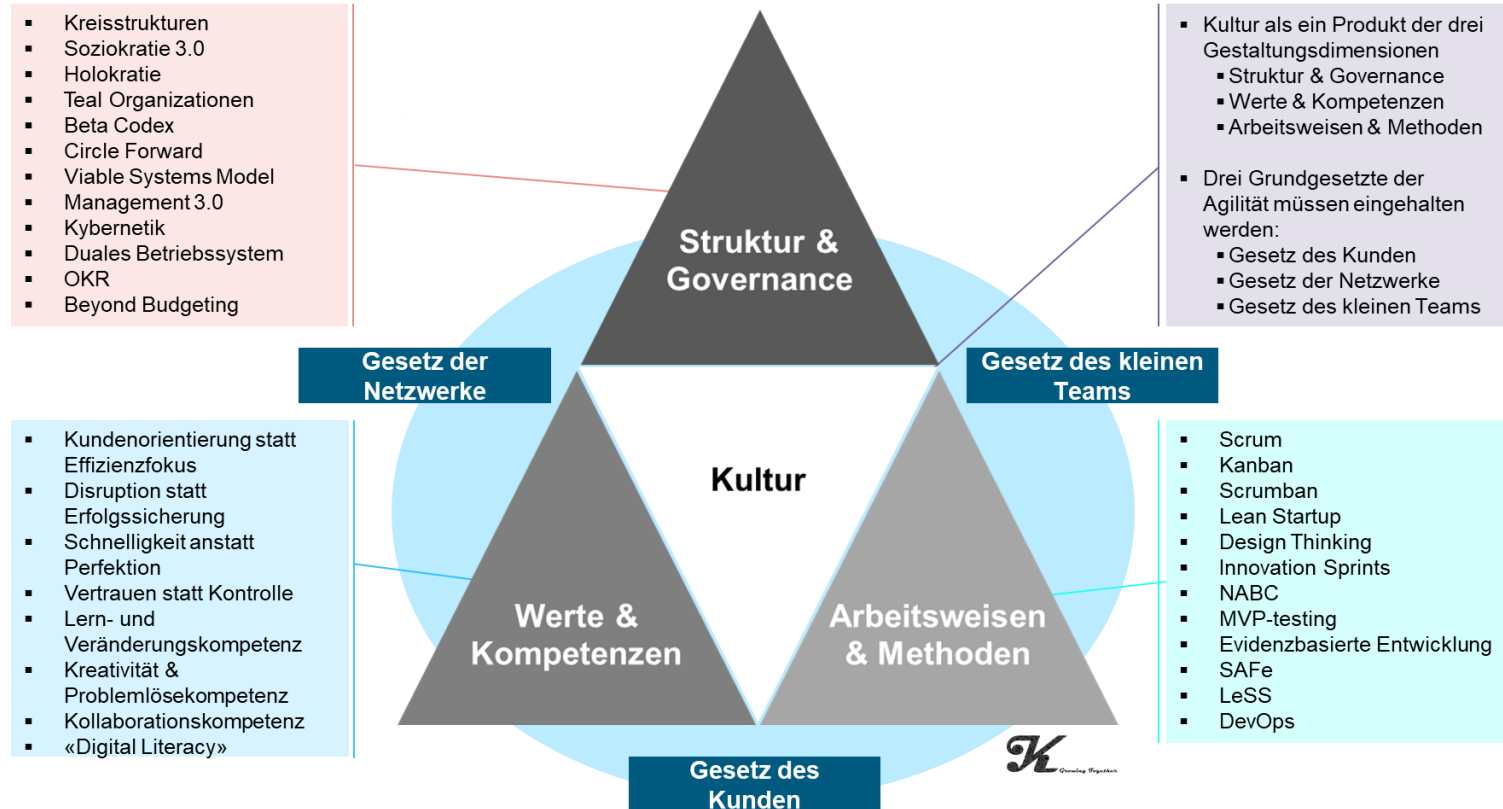 Kreisstrukturen
Soziokratie 3.0
Holokratie
Teal Organizationen
Beta Codex
Circle Forward
Viable Systems Model
Management 3.0
Kybernetik
Duales Betriebssystem
OKR
Beyond Budgeting
Kultur als ein Produkt der drei
Gestaltungsdimensionen
Struktur & Governance
Werte & Kompetenzen
Arbeitsweisen & Methoden
Drei Grundgesetzte der
Agilität müssen eingehalten
werden:
Gesetz des Kunden
Gesetz der Netzwerke
Gesetz des kleinen Teams
Struktur &
Governance
Gesetz der
Netzwerke
Gesetz des kleinen
Teams
Kultur
Kundenorientierung statt
Effizienzfokus
Disruption statt
Erfolgssicherung
Schnelligkeit anstatt
Perfektion
Vertrauen statt Kontrolle
Lern- und
Veränderungskompetenz
Kreativität &
Problemlösekompetenz
Kollaborationskompetenz
«Digital Literacy»
Werte &
Kompetenzen
Arbeitsweisen
& Methoden
Scrum
Kanban
Scrumban
Lean Startup
Design Thinking
Innovation Sprints
NABC
MVP-testing
Evidenzbasierte Entwicklung
SAFe
LeSS
DevOps
K Growing Together
Gesetz des
Kunden